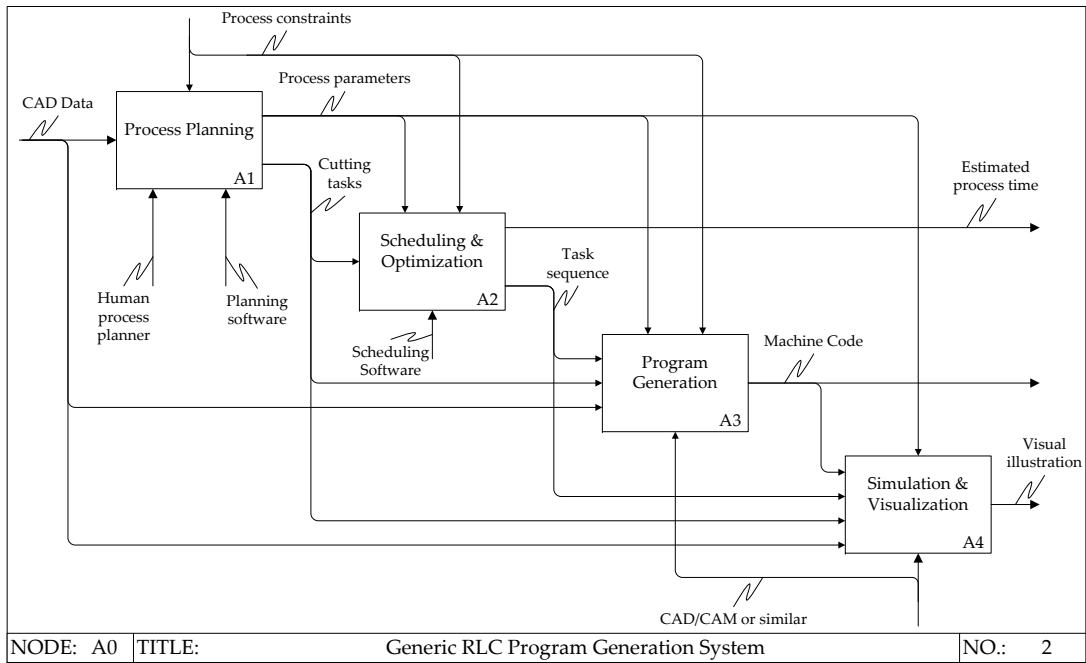 Process constraints
Process parameters
CAD Data
Process Planning
A1
Cutting
tasks
Estimated
process time
Scheduling &
Optimization
A2
Task
sequence
Human
process
planner
Planning
software
Scheduling
Software
Machine Code
Program
Generation
A3
Visual
illustration
Simulation &
Visualization
A4
CAD/CAM or similar
NODE: A0 TITLE: Generic RLC Program Generation System NO.: 2